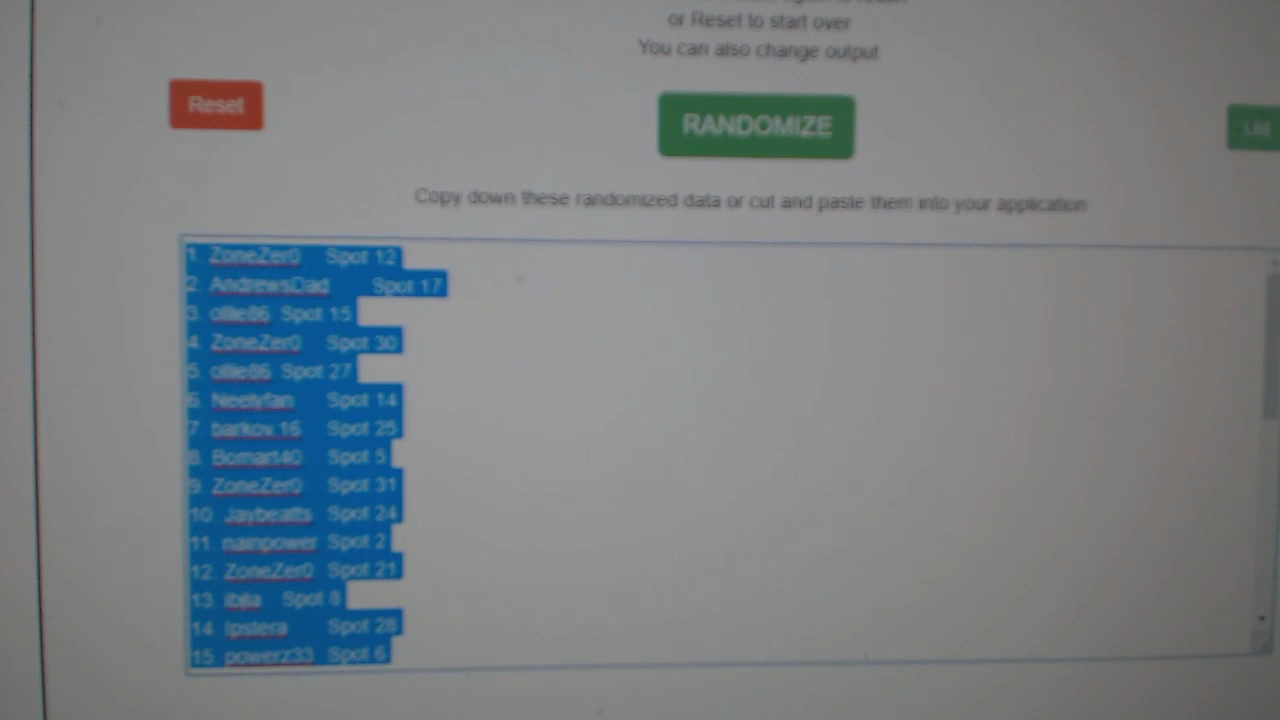 or Reset to start over
You can also change output
Reset
RANDOMIZE
List
Copy down these randomized data or cut and paste them into your application
1. ZoneZer0 Spot 12
2. AndrewsDad Spot 17
3. ollie86 Spot 15
4. ZoneZer0 Spot 30
5. ollie86 Spot 27
6. Neelyfan Spot 14
7. barkov.16 Spot 25
8. Bomart40 Spot 5
9. ZoneZer0 Spot 31
10. Jaybeatts Spot 24
11. nainpower Spot 2
12. ZoneZer0 Spot 21
13. ibjla Spot 8
14. lpstera Spot 28
15. powerz33 Spot 6